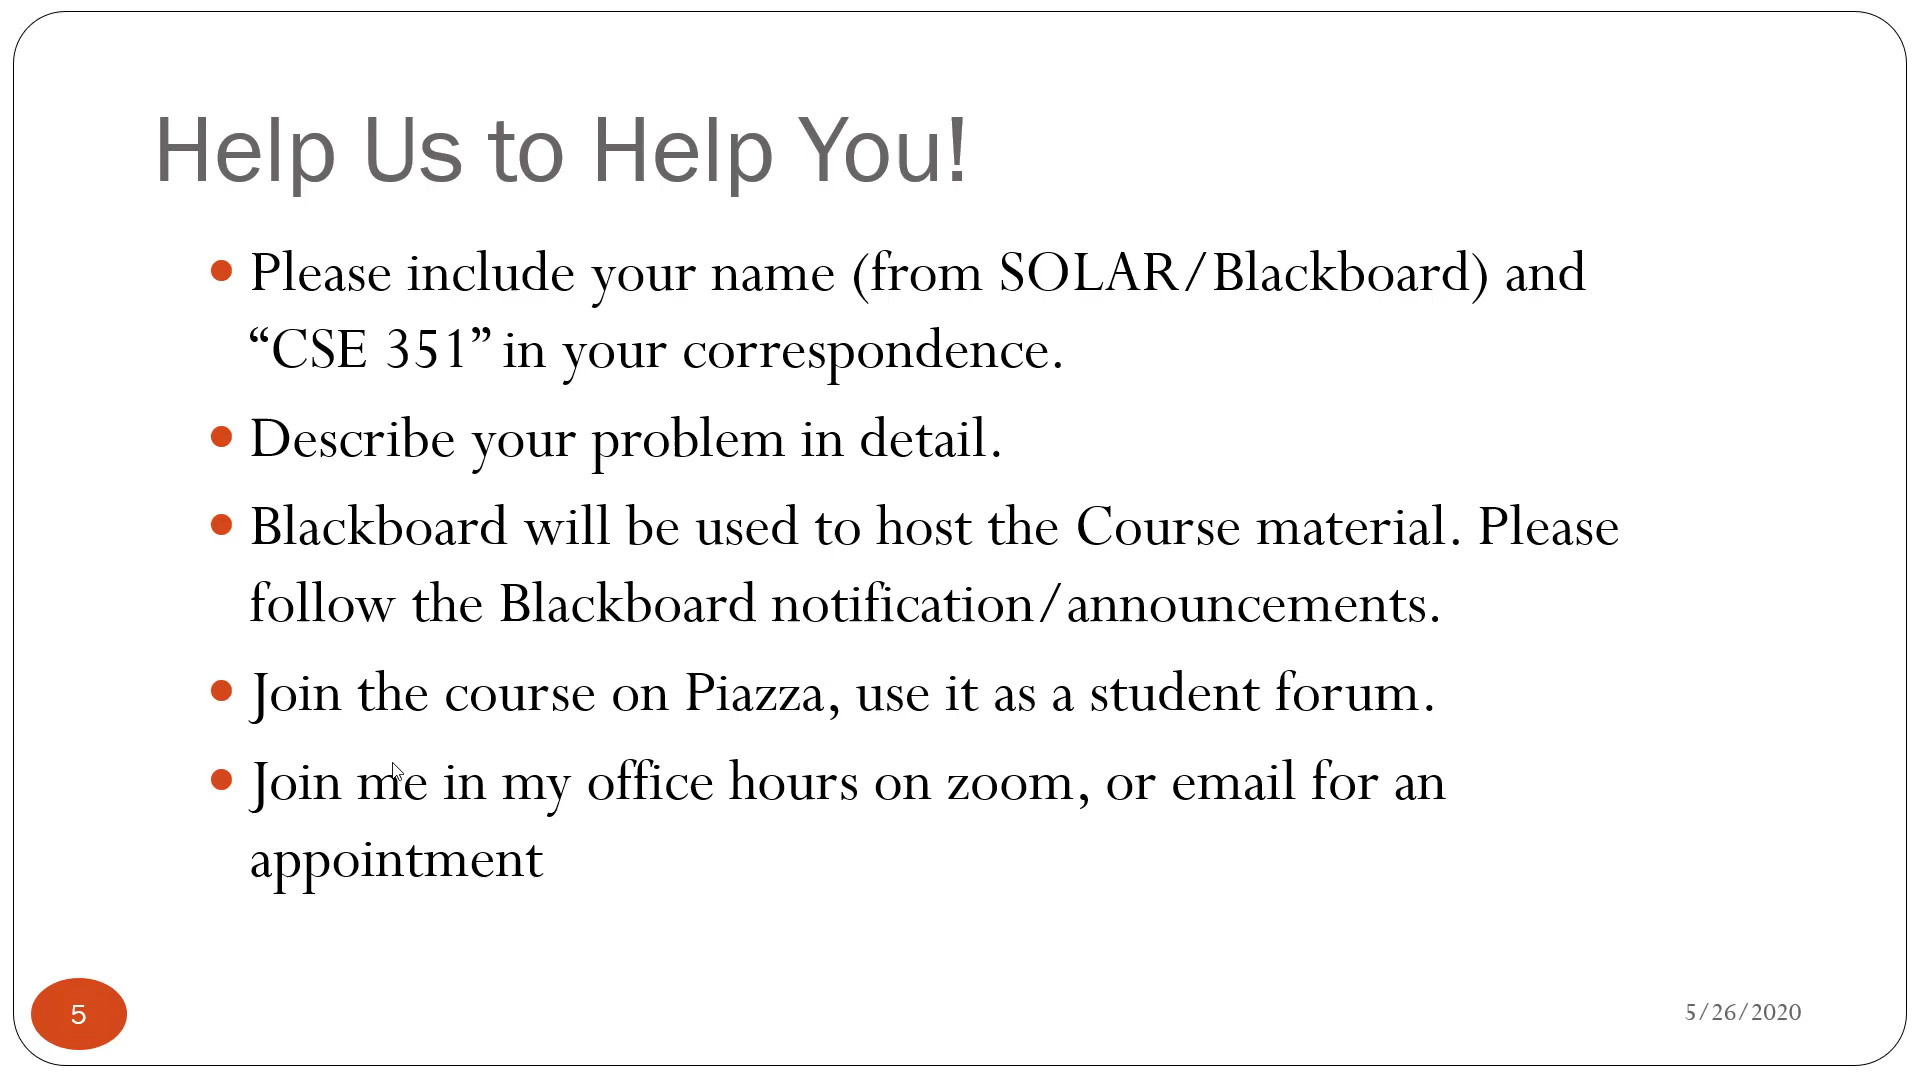 Help Us to Help You!
• Please include your name (from SOLAR/Blackboard) and
“CSE 351” in your correspondence.
• Describe your problem in detail.
• Blackboard will be used to host the Course material. Please
follow the Blackboard notification/announcements.
• Join the course on Piazza, use it as a student forum.
• Join me in my office hours on zoom, or email for an
appointment
5
5/26/2020